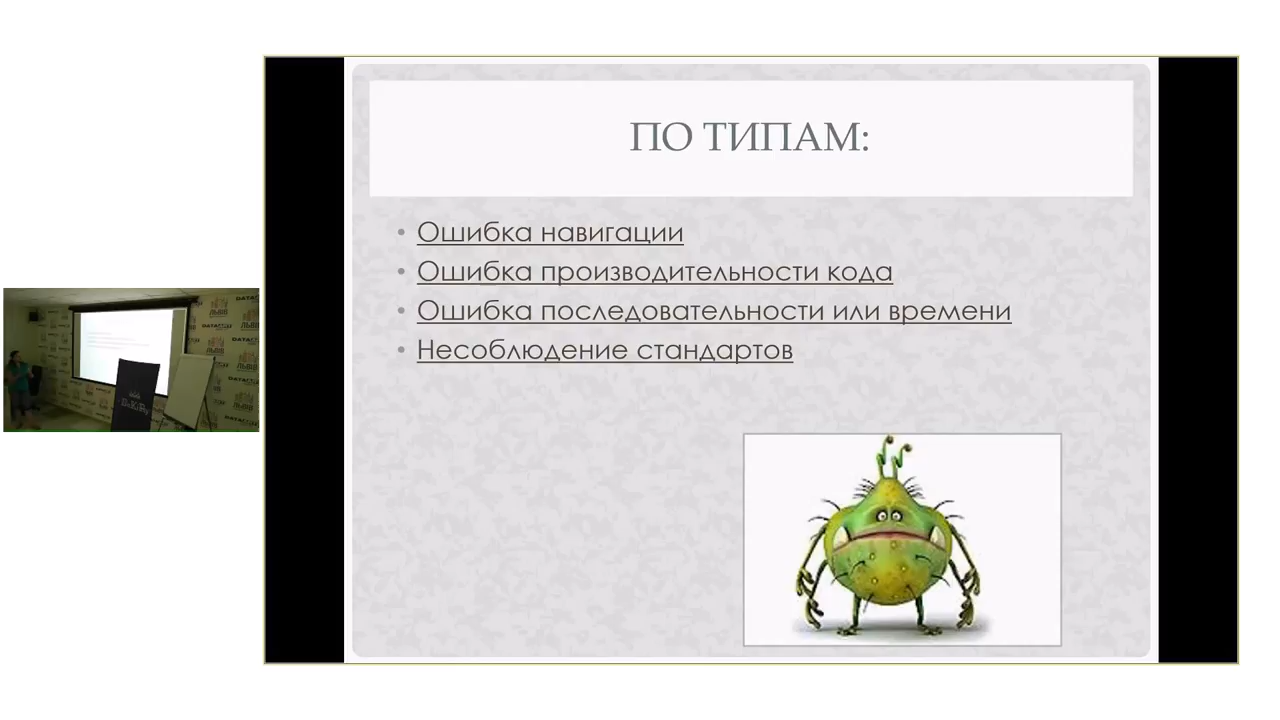 ПО ТИПАМ:
• Ошибка навигации
• Ошибка производительности кода
• Ошибка последовательности или времени
• Несоблюдение стандартов